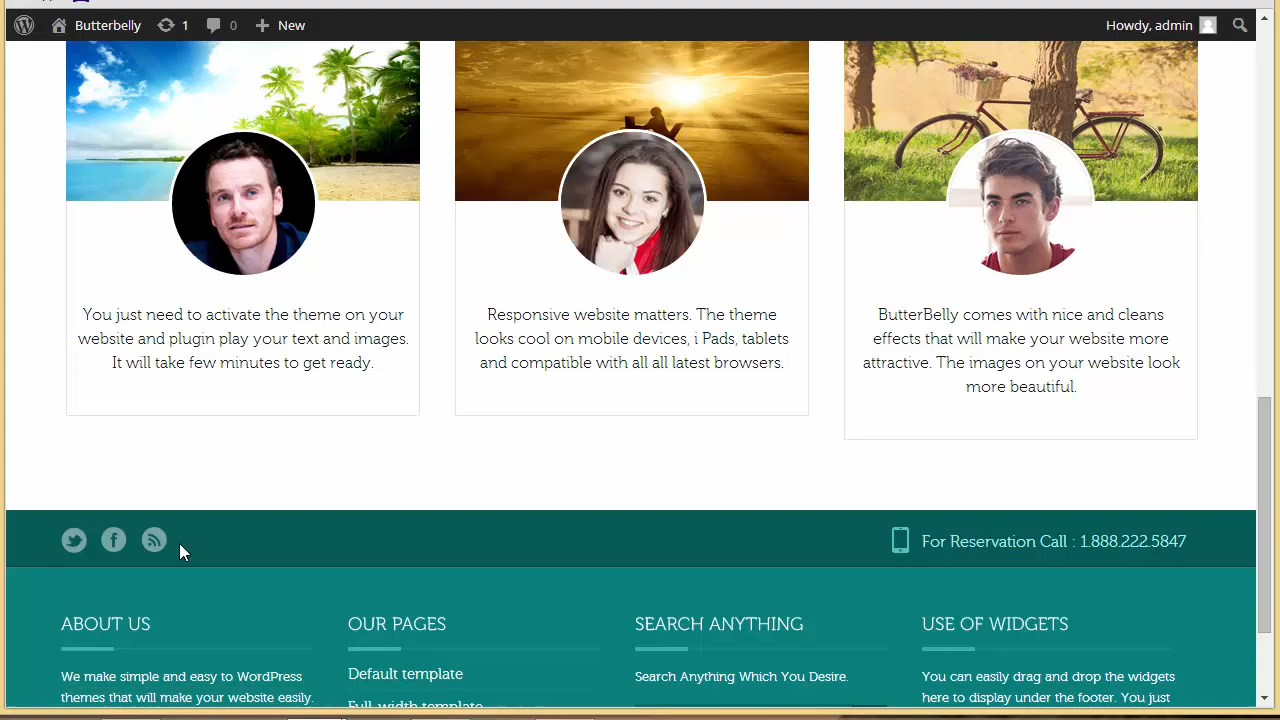 Butterbelly 1 0 New Howdy, admin
You just need to activate the theme on your
website and plugin play your text and images.
It will take few minutes to get ready.
Responsive website matters. The theme
looks cool on mobile devices, i Pads, tablets
and compatible with all all latest browsers.
ButterBelly comes with nice and cleans
effects that will make your website more
attractive. The images on your website look
more beautiful.
For Reservation Call : 1.888.222.5847
ABOUT US
We make simple and easy to WordPress
themes that will make your website easily.
OUR PAGES
Default template
Full-width template
SEARCH ANYTHING
Search Anything Which You Desire.
USE OF WIDGETS
You can easily drag and drop the widgets
here to display under the footer. You just